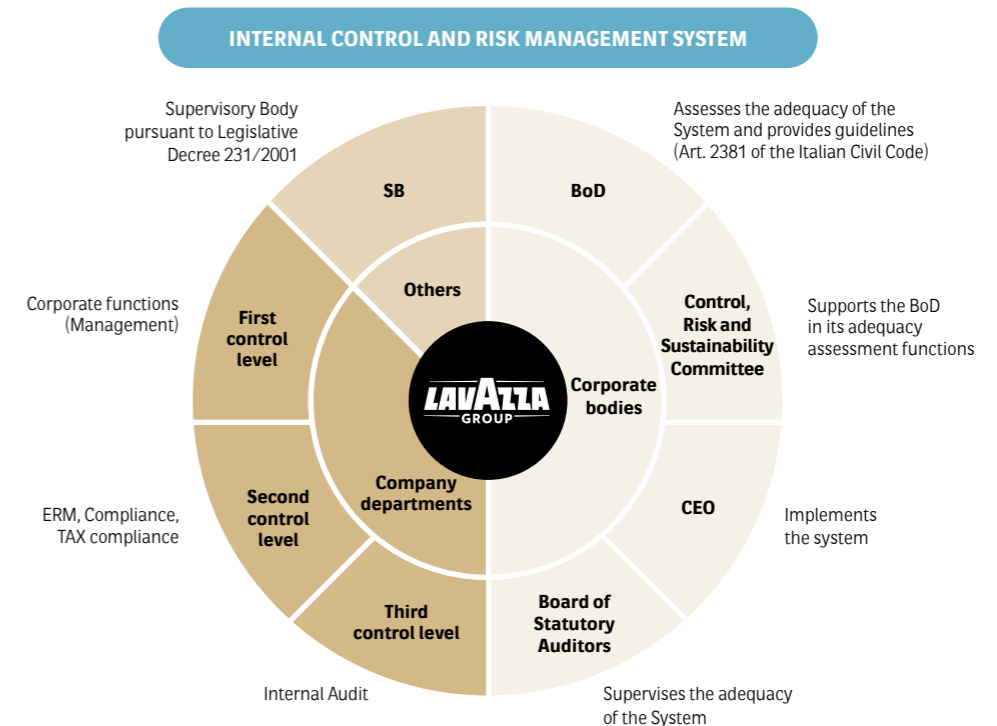 INTERNAL CONTROL AND RISK MANAGEMENT SYSTEM
Supervisory Body
pursuant to Legislative
Decree 231/2001
Assesses the adequacy of the
System and provides guidelines
(Art. 2381 of the Italian Civil Code)
SB
BoD
Others
Corporate functions
(Management)
First
control
level
Control,
Risk and
Sustainability
Committee
Supports the BoD
in its adequacy
assessment functions
LAVAZZA
GROUP
Corporate
bodies
Company
departments
ERM, Compliance,
TAX compliance
Second
control
level
CEO
Implements
the system
Third
control level
Board of
Statutory
Auditors
Internal Audit
Supervises the adequacy
of the System